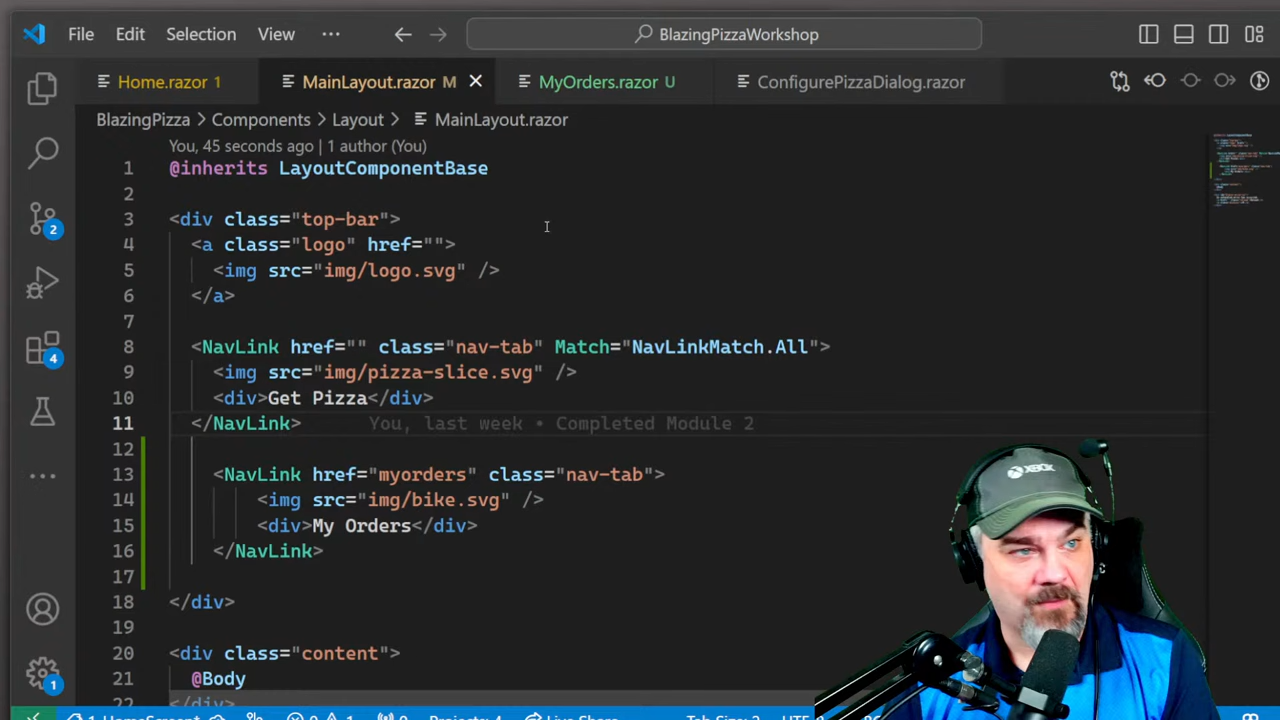 File Edit Selection View ··· BlazingPizzaWorkshop
Home.razor 1 MainLayout.razor M MyOrders.razor U ConfigurePizzaDialog.razor
BlazingPizza > Components > Layout > MainLayout.razor
You, 45 seconds ago | 1 author (You)
1 @inherits LayoutComponentBase
2
3 <div class="top-bar">
4 <a class="logo" href="">
5 <img src="img/logo.svg" />
6 </a>
7
8 <NavLink href="" class="nav-tab" Match="NavLinkMatch.All">
9 <img src="img/pizza-slice.svg" />
10 <div>Get Pizza</div>
11 </NavLink> You, last week • Completed Module 2
12
13 <NavLink href="myorders" class="nav-tab">
14 <img src="img/bike.svg" />
15 <div>My Orders</div>
16 </NavLink>
17
18 </div>
19
20 <div class="content">
21 @Body
22 </div>
2
4
1
XBOX